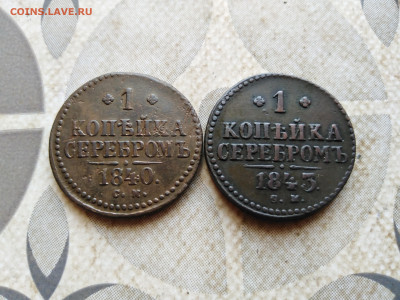 COINS.LAVE.RU
1
КОПѢЙКА
СЕРЕБРОМЪ
1840.
С. М.
1
КОПѢЙКА
СЕРЕБРОМЪ
1843.
Е. М.